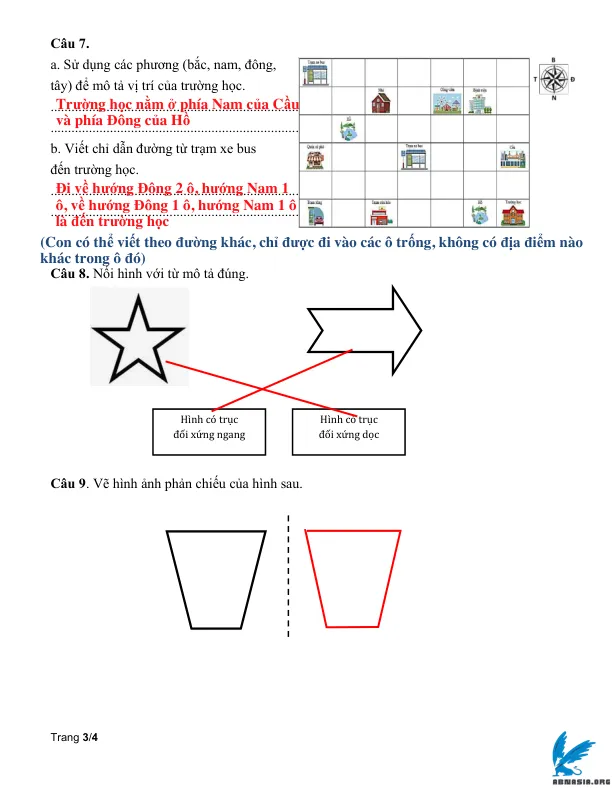 Câu 7.
a. Sử dụng các phương (bắc, nam, đông,
tây) để mô tả vị trí của trường học.
Trường học nằm ở phía Nam của Cầu
và phía Đông của Hồ
b. Viết chỉ dẫn đường từ trạm xe bus
đến trường học.
Đi về hướng Đông 2 ô, hướng Nam 1
ô, về hướng Đông 1 ô, hướng Nam 1 ô
là đến trường học
Trạm xe bus
B
T
Đ
N
Nhà
Công viên
Bệnh viện
Hồ
Quán cà phê
Trạm xe bus
Cầu
Hồ
Trường học
(Con có thể viết theo đường khác, chỉ được đi vào các ô trống, không có địa điểm nào
khác trong ô đó)
Câu 8. Nối hình với từ mô tả đúng.
Hình có trục
đối xứng ngang
Hình có trục
đối xứng dọc
Câu 9. Vẽ hình ảnh phản chiếu của hình sau.
Trang 3/4
ABNASIA.ORG